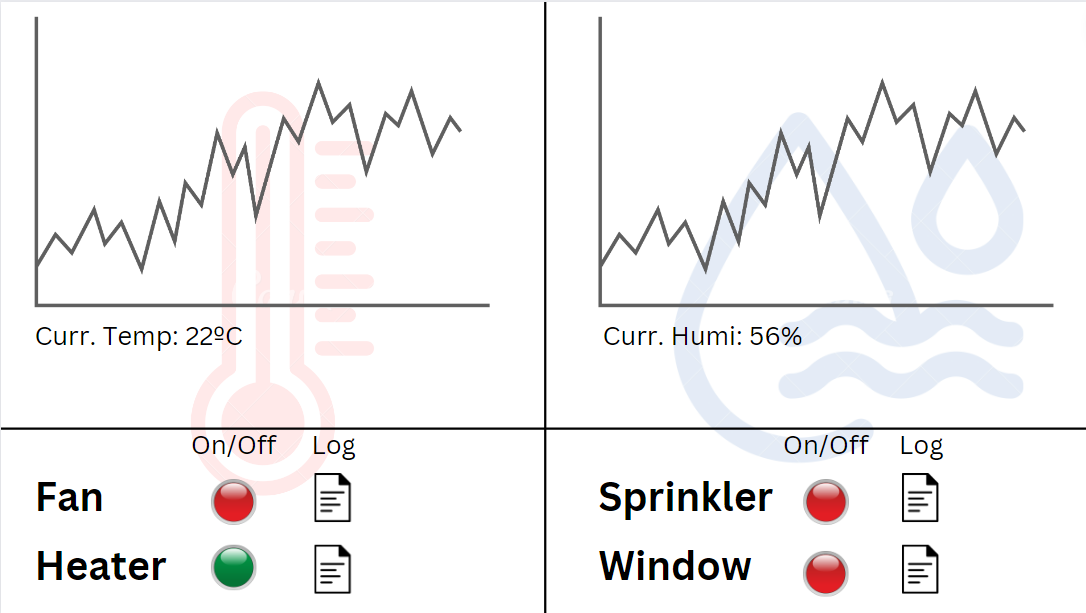 Curr. Temp: 22ºC
Curr. Humi: 56%
On/Off Log
Fan
Heater
On/Off Log
Sprinkler
Window